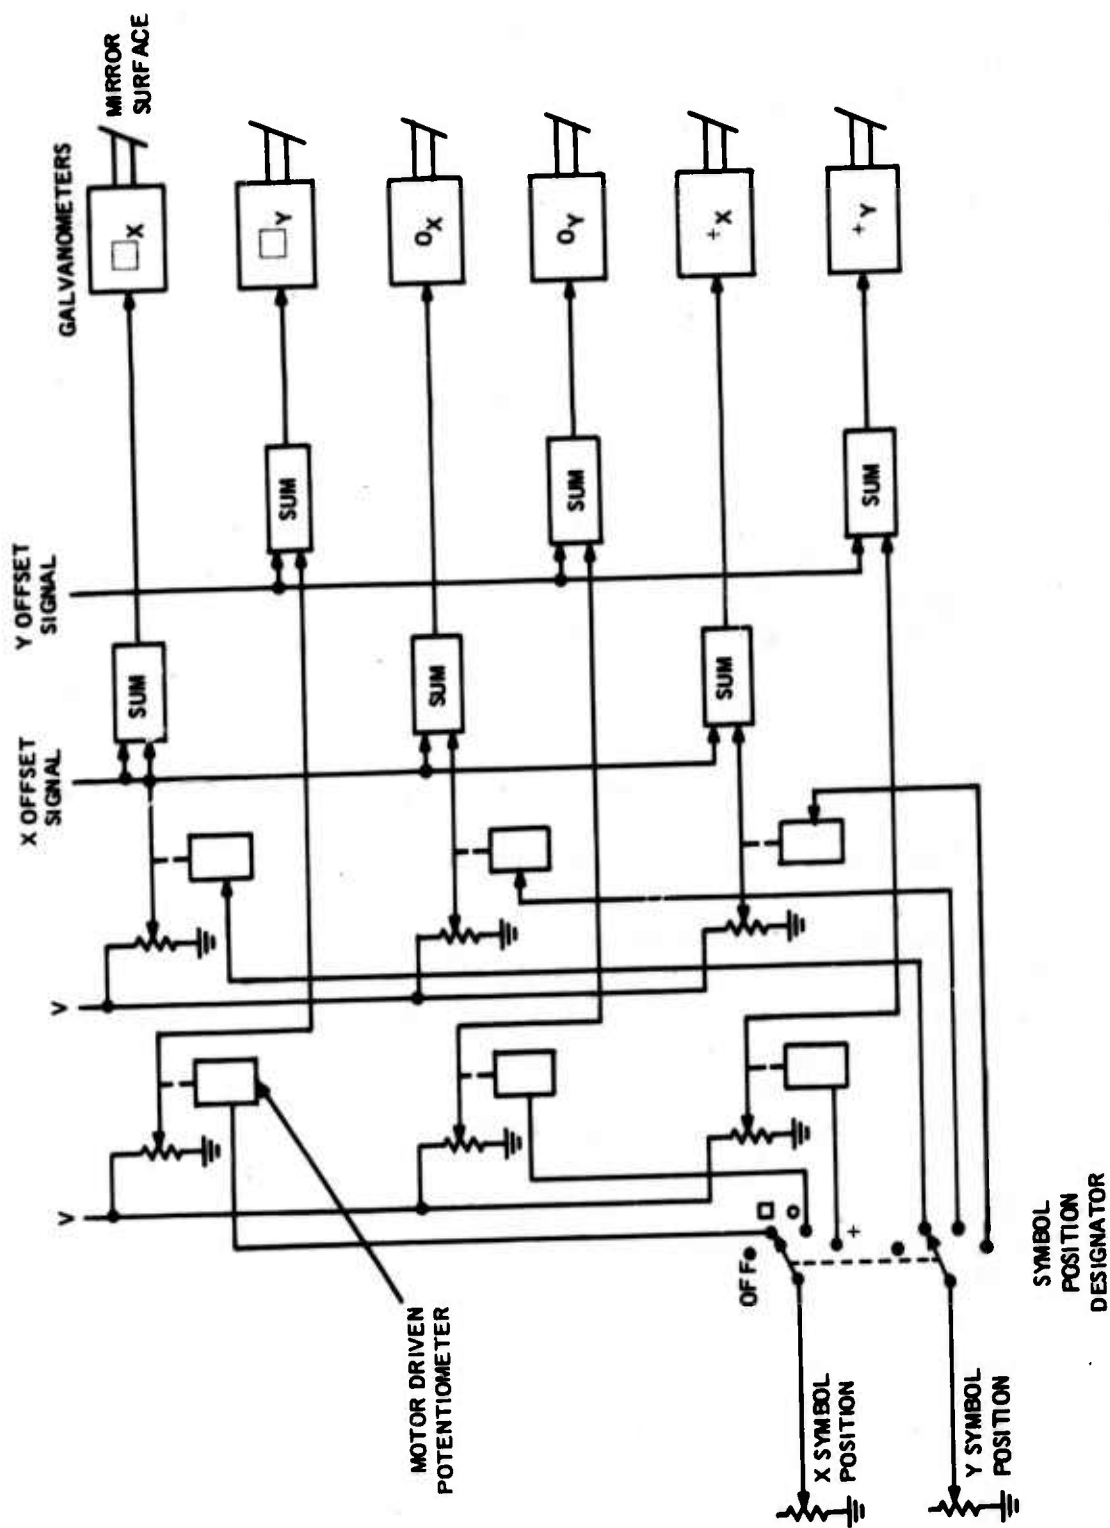 GALVANOMETERS
MIRROR
SURFACE
□X
□Y
OX
OY
+X
+Y
Y OFFSET
SIGNAL
X OFFSET
SIGNAL
SUM
SUM
SUM
SUM
SUM
SUM
V
V
MOTOR DRIVEN
POTENTIOMETER
OFF
□
O
+
X SYMBOL
POSITION
Y SYMBOL
POSITION
SYMBOL
POSITION
DESIGNATOR